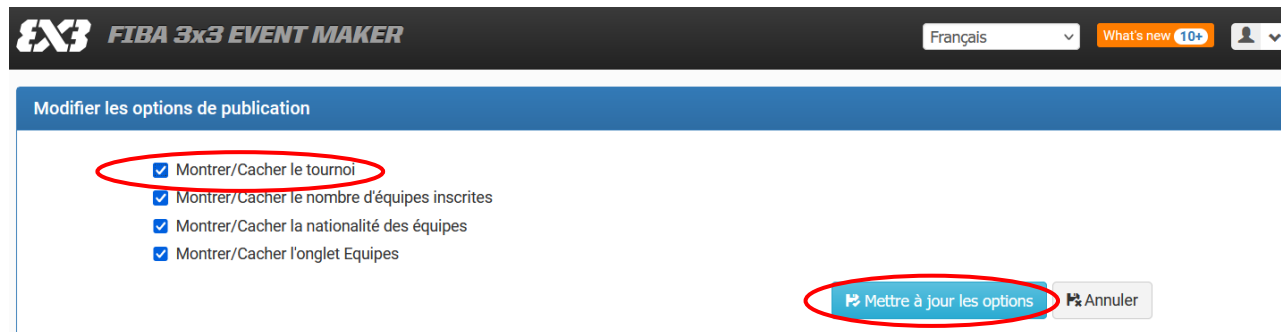 3X3 FIBA 3x3 EVENT MAKER Français What's new 10+
Modifier les options de publication
Montrer/Cacher le tournoi
Montrer/Cacher le nombre d'équipes inscrites
Montrer/Cacher la nationalité des équipes
Montrer/Cacher l'onglet Equipes
Mettre à jour les options Annuler